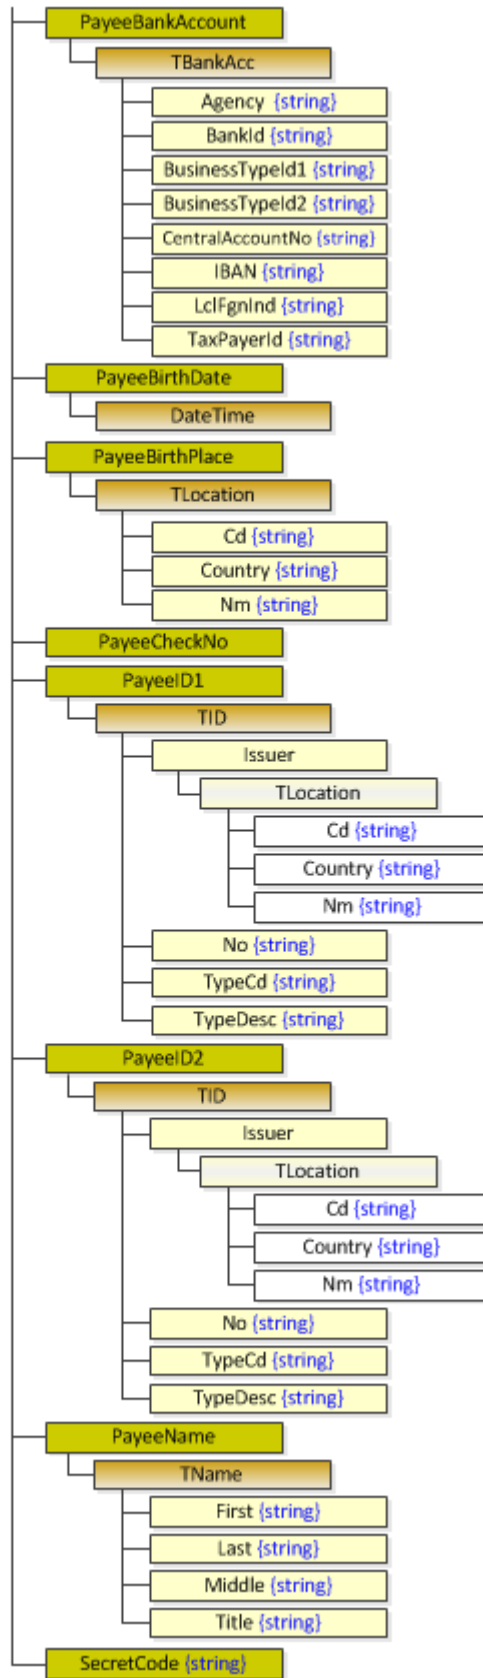 PayeeBankAccount
TBankAcc
Agency {string}
BankId {string}
BusinessTypeId1 {string}
BusinessTypeId2 {string}
CentralAccountNo {string}
IBAN {string}
LclFgnInd {string}
TaxPayerId {string}
PayeeBirthDate
DateTime
PayeeBirthPlace
TLocation
Cd {string}
Country {string}
Nm {string}
PayeeCheckNo
PayeeID1
TID
Issuer
TLocation
Cd {string}
Country {string}
Nm {string}
No {string}
TypeCd {string}
TypeDesc {string}
PayeeID2
TID
Issuer
TLocation
Cd {string}
Country {string}
Nm {string}
No {string}
TypeCd {string}
TypeDesc {string}
PayeeName
TName
First {string}
Last {string}
Middle {string}
Title {string}
SecretCode {string}